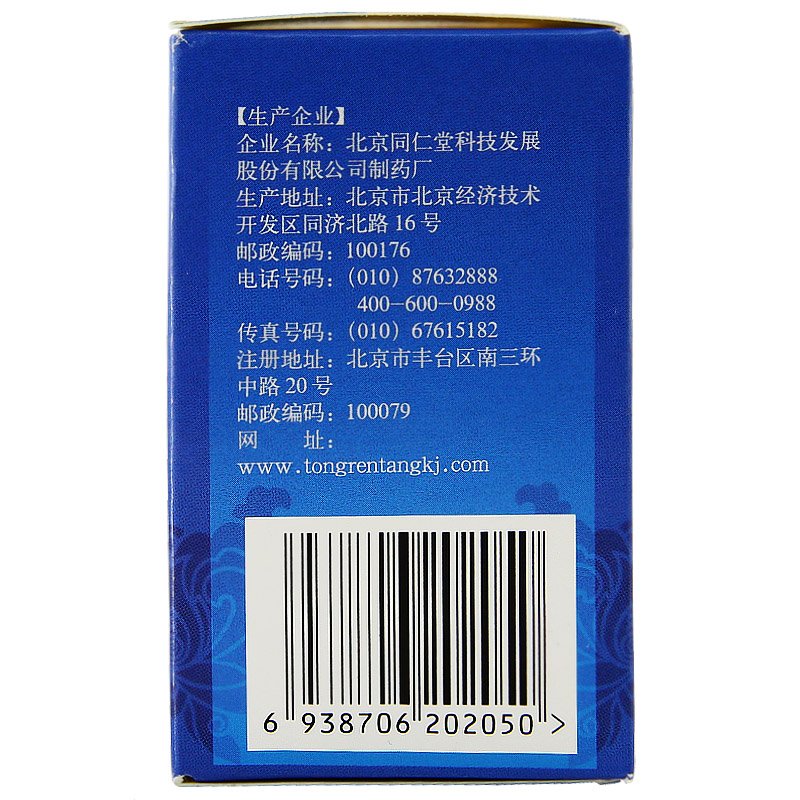 【生产企业】
企业名称：北京同仁堂科技发展
股份有限公司制药厂
生产地址：北京市北京经济技术
开发区同济北路 16 号
邮政编码：100176
电话号码：（010）87632888
400-600-0988
传真号码：（010）67615182
注册地址：北京市丰台区南三环
中路 20 号
邮政编码：100079
网　　址：
www.tongrentangkj.com
6 938706 202050 >